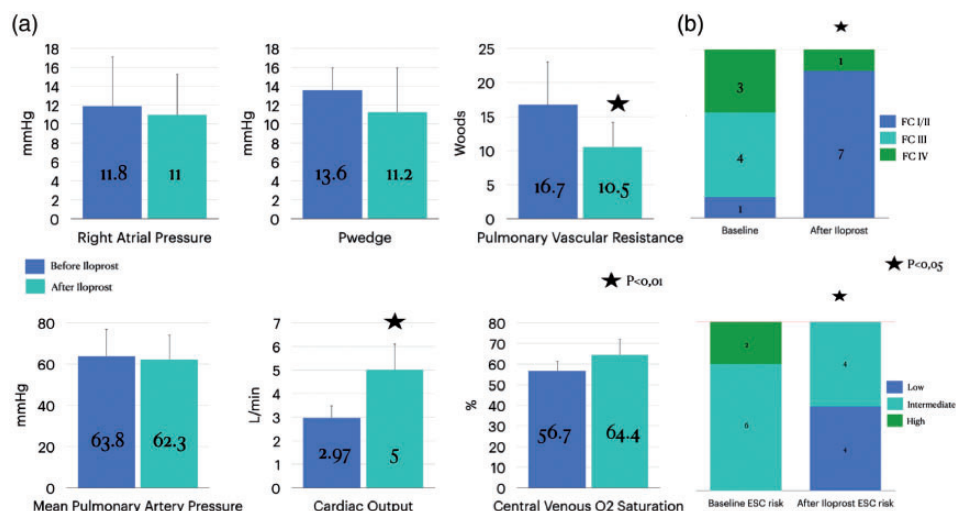 (a)
(b)
mmHg
18
16
14
12
10
8
6
4
2
0
11.8
11
Right Atrial Pressure
mmHg
18
16
14
12
10
8
6
4
2
0
13.6
11.2
Pwedge
Woods
25
20
15
10
5
0
16.7
10.5
Pulmonary Vascular Resistance
3
4
1
Baseline
1
7
After Iloprost
FC I/II
FC III
FC IV
Before Iloprost
After Iloprost
P<0,01
P<0,05
mmHg
80
60
40
20
0
63.8
62.3
Mean Pulmonary Artery Pressure
L/min
7
6
5
4
3
2
1
0
2.97
5
Cardiac Output
%
80
70
60
50
40
30
20
10
0
56.7
64.4
Central Venous O2 Saturation
6
Baseline ESC risk
4
4
After Iloprost ESC risk
Low
Intermediate
High